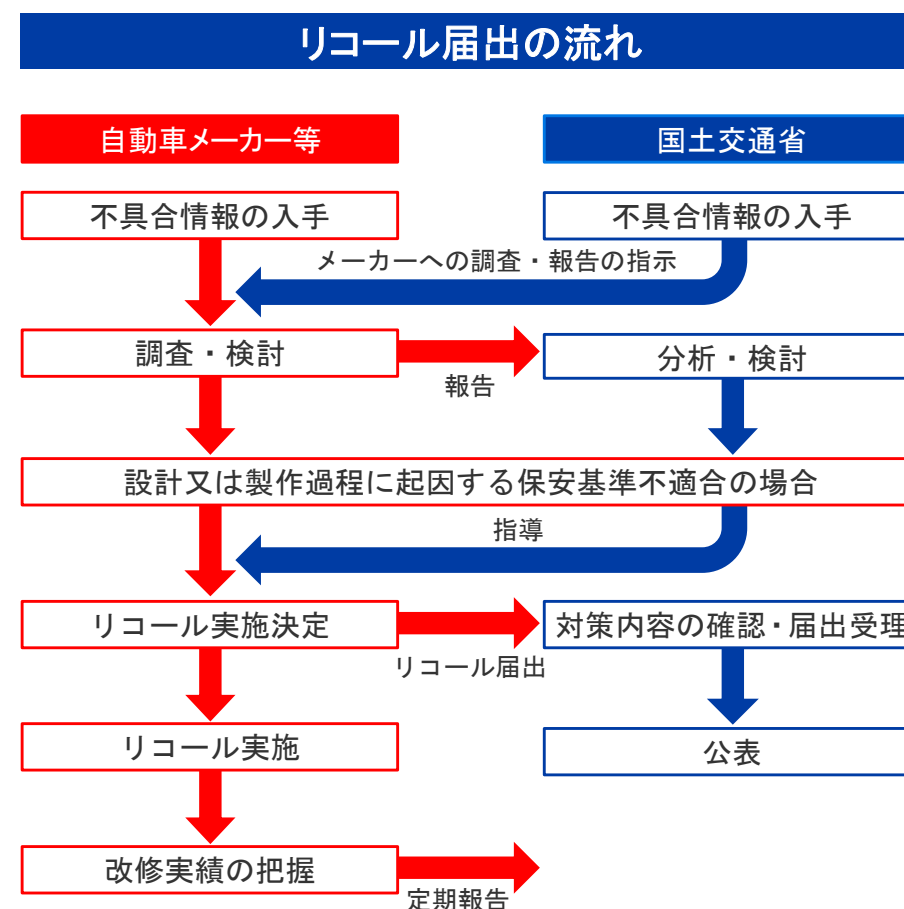 リコール届出の流れ
自動車メーカー等
国土交通省
不具合情報の入手
不具合情報の入手
メーカーへの調査・報告の指示
調査・検討
報告
分析・検討
設計又は製作過程に起因する保安基準不適合の場合
指導
リコール実施決定
リコール届出
対策内容の確認・届出受理
リコール実施
公表
改修実績の把握
定期報告